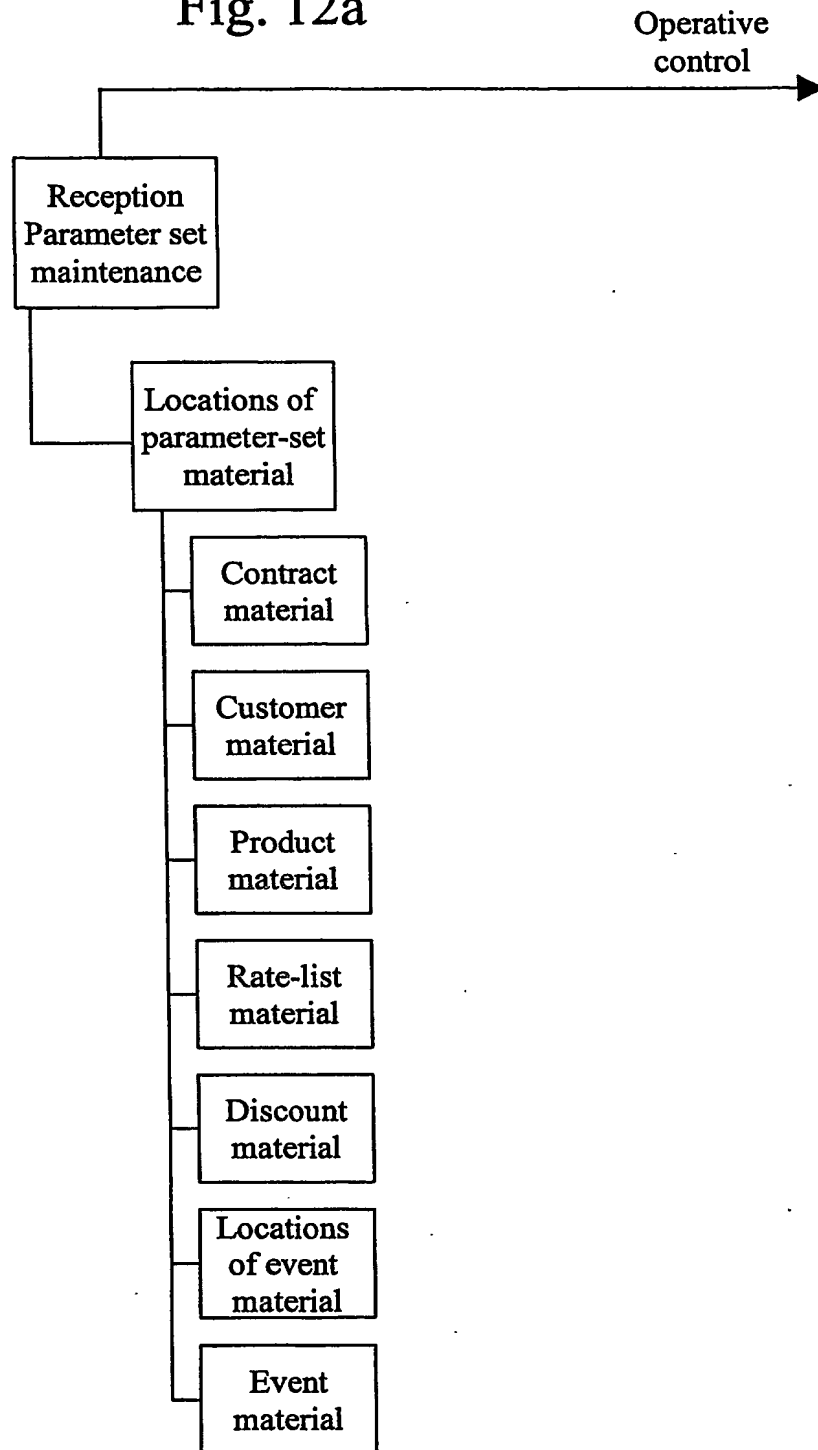 Fig. 12a
Operative
control
Reception
Parameter set
maintenance
Locations of
parameter-set
material
Contract
material
Customer
material
Product
material
Rate-list
material
Discount
material
Locations
of event
material
Event
material